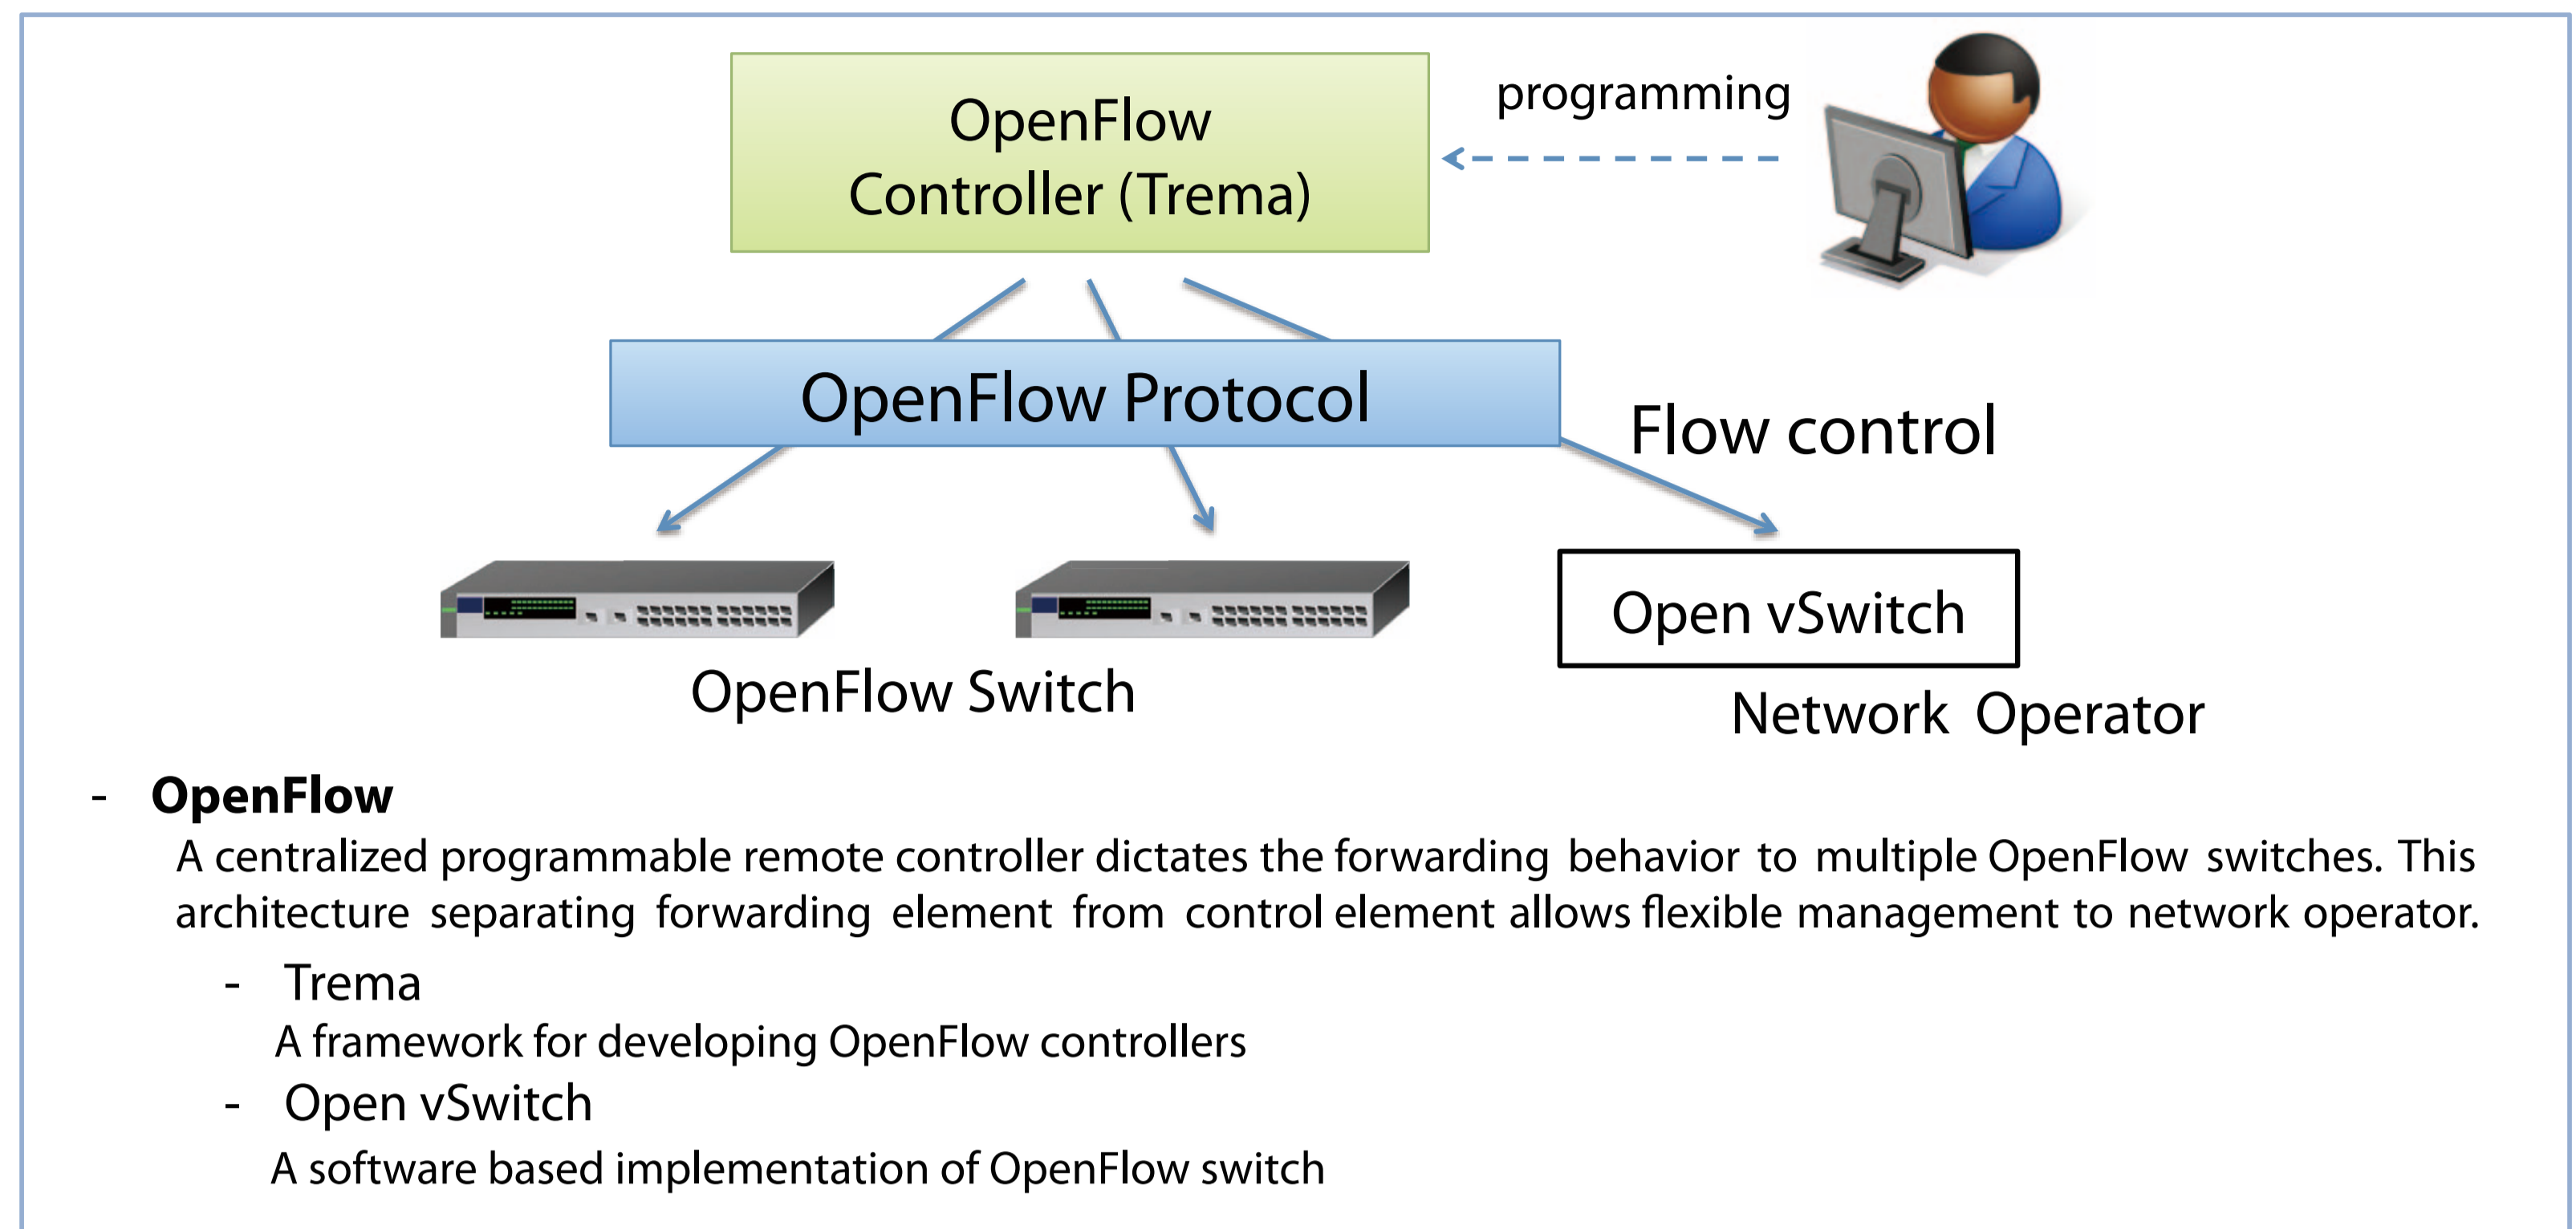 OpenFlow
Controller (Trema)
programming
OpenFlow Protocol
Flow control
Open vSwitch
OpenFlow Switch
Network Operator
- OpenFlow
A centralized programmable remote controller dictates the forwarding behavior to multiple OpenFlow switches. This
architecture separating forwarding element from control element allows flexible management to network operator.
- Trema
A framework for developing OpenFlow controllers
- Open vSwitch
A software based implementation of OpenFlow switch